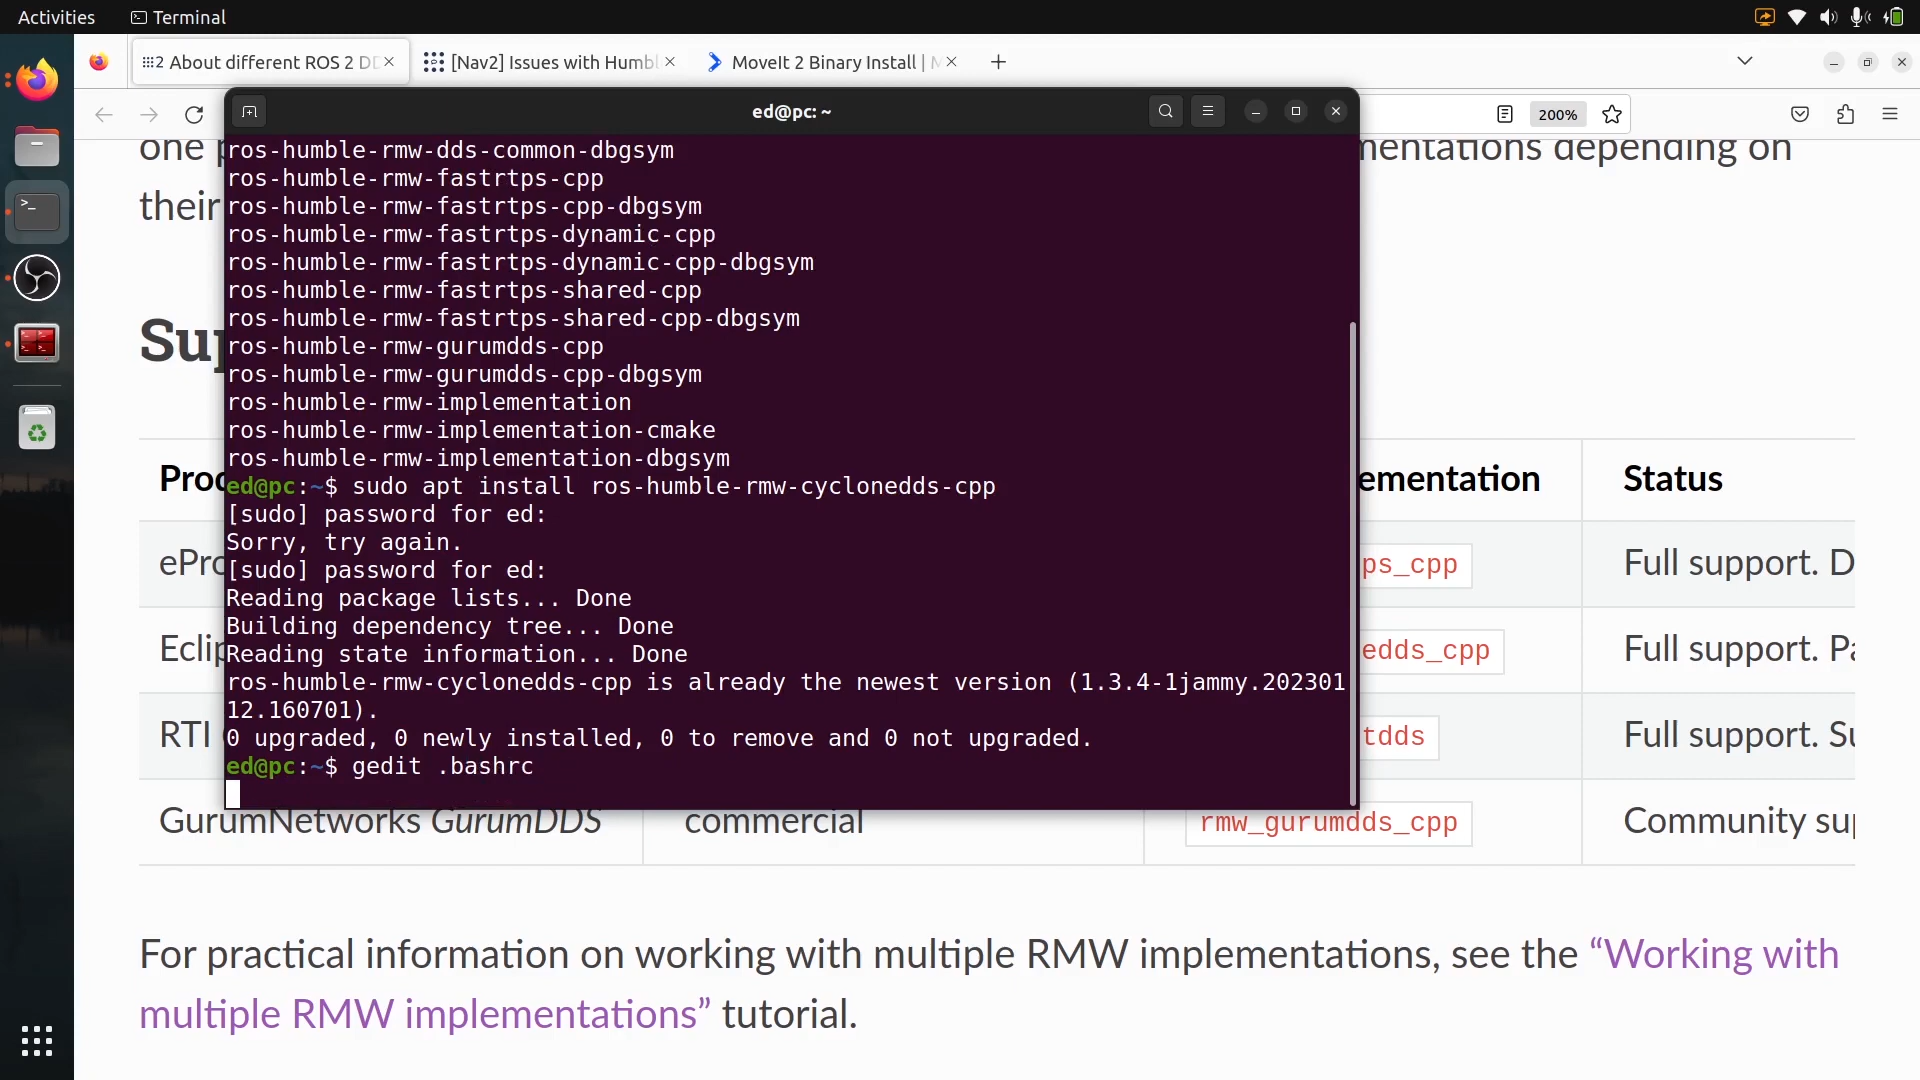 Activities
Terminal
About different ROS 2 DD
[Nav2] Issues with Humbl
MoveIt 2 Binary Install |
200%
ed@pc: ~
one
mentations depending on
their
ros-humble-rmw-dds-common-dbgsym
ros-humble-rmw-fastrtps-cpp
ros-humble-rmw-fastrtps-cpp-dbgsym
ros-humble-rmw-fastrtps-dynamic-cpp
ros-humble-rmw-fastrtps-dynamic-cpp-dbgsym
ros-humble-rmw-fastrtps-shared-cpp
ros-humble-rmw-fastrtps-shared-cpp-dbgsym
ros-humble-rmw-gurumdds-cpp
ros-humble-rmw-gurumdds-cpp-dbgsym
ros-humble-rmw-implementation
ros-humble-rmw-implementation-cmake
ros-humble-rmw-implementation-dbgsym
ed@pc:~$ sudo apt install ros-humble-rmw-cyclonedds-cpp
[sudo] password for ed:
Sorry, try again.
[sudo] password for ed:
Reading package lists... Done
Building dependency tree... Done
Reading state information... Done
ros-humble-rmw-cyclonedds-cpp is already the newest version (1.3.4-1jammy.202301
12.160701).
0 upgraded, 0 newly installed, 0 to remove and 0 not upgraded.
ed@pc:~$ gedit .bashrc
Sup
Prod
ementation
Status
ePro
ps_cpp
Full support. D
Eclip
edds_cpp
Full support. Pa
RTI
tdds
Full support. Su
GurumNetworks GurumDDS
commercial
rmw_gurumdds_cpp
Community sup
For practical information on working with multiple RMW implementations, see the “Working with
multiple RMW implementations” tutorial.